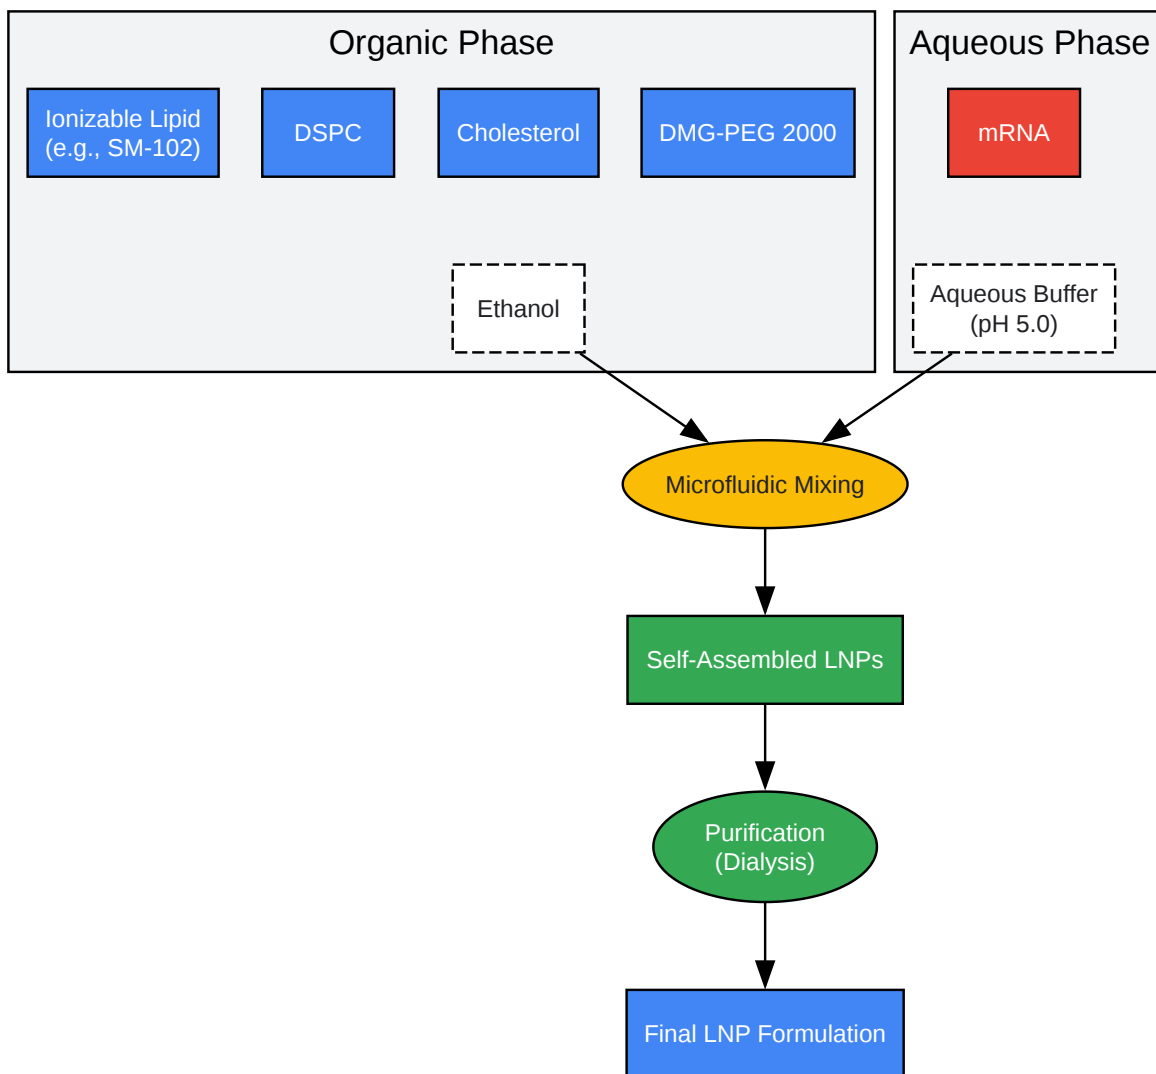 Organic Phase
Aqueous Phase
Ionizable Lipid
(e.g., SM-102)
DSPC
Cholesterol
DMG-PEG 2000
mRNA
Ethanol
Aqueous Buffer
(pH 5.0)
Microfluidic Mixing
Self-Assembled LNPs
Purification
(Dialysis)
Final LNP Formulation